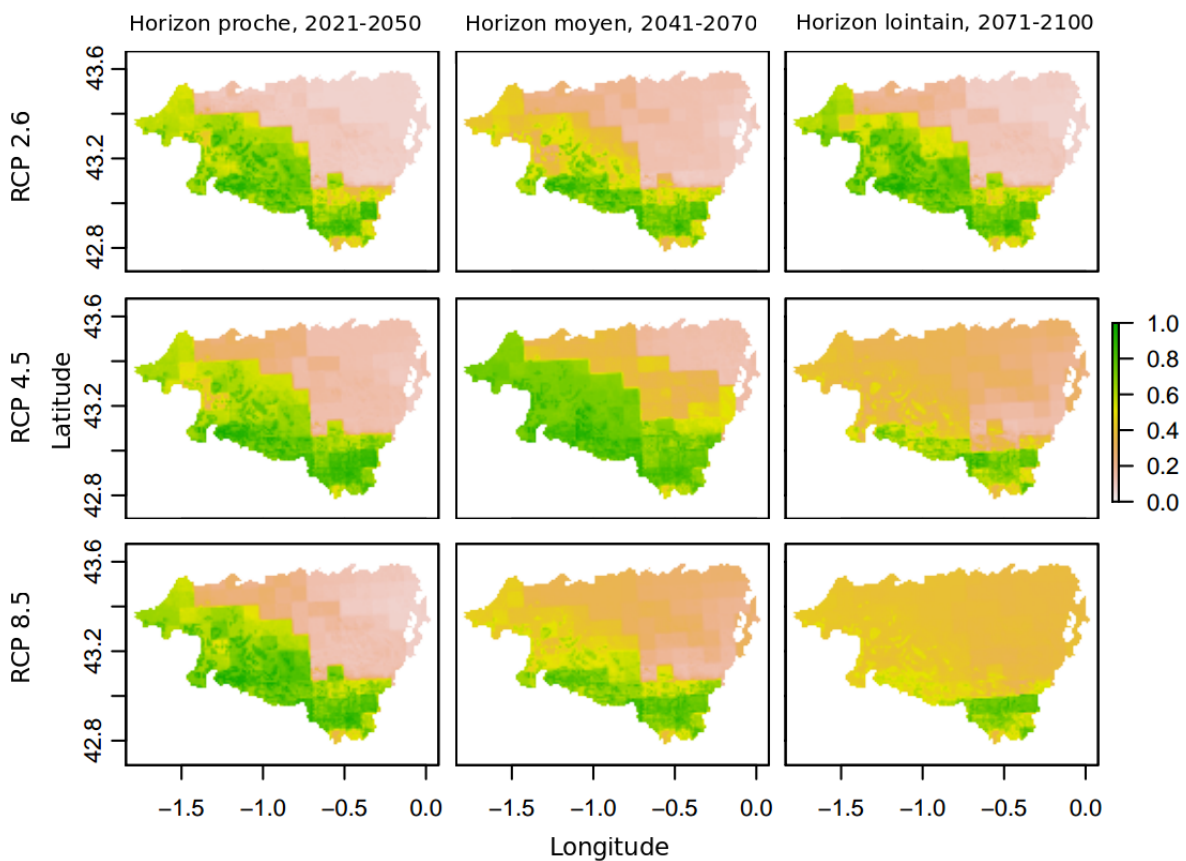 Horizon proche, 2021-2050 Horizon moyen, 2041-2070 Horizon lointain, 2071-2100
RCP 2.6
43.6
43.2
42.8
RCP 4.5
Latitude
43.6
43.2
42.8
1.0
0.8
0.6
0.4
0.2
0.0
RCP 8.5
43.6
43.2
42.8
−1.5 −1.0 −0.5 0.0 −1.5 −1.0 −0.5 0.0 −1.5 −1.0 −0.5 0.0
Longitude